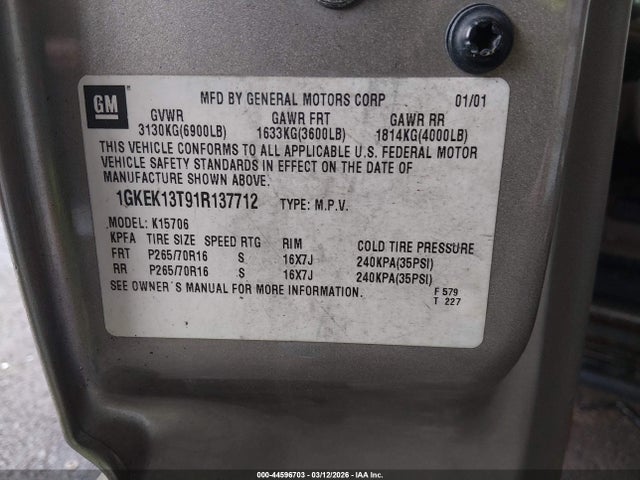 GM
MFD BY GENERAL MOTORS CORP 01/01
GVWR GAWR FRT GAWR RR
3130KG(6900LB) 1633KG(3600LB) 1814KG(4000LB)
THIS VEHICLE CONFORMS TO ALL APPLICABLE U.S. FEDERAL MOTOR
VEHICLE SAFETY STANDARDS IN EFFECT ON THE DATE OF
MANUFACTURE SHOWN ABOVE.
1GKEK13T91R137712 TYPE: M.P.V.
MODEL: K15706
KPFA TIRE SIZE SPEED RTG RIM COLD TIRE PRESSURE
FRT P265/70R16 S 16X7J 240KPA(35PSI)
RR P265/70R16 S 16X7J 240KPA(35PSI)
SEE OWNER'S MANUAL FOR MORE INFORMATION.
F 579
T 227
000-44596703 - 03/12/2026 - IAA Inc.